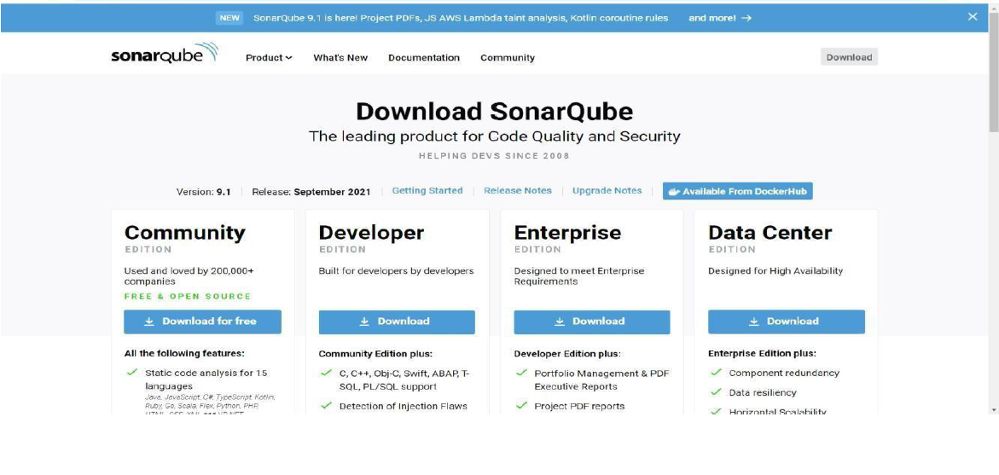 NEW SonarQube 9.1 is here! Project PDFs, JS AWS Lambda taint analysis, Kotlin coroutine rules and more! →
sonarqube Product What's New Documentation Community Download
Download SonarQube
The leading product for Code Quality and Security
HELPING DEVS SINCE 2008
Version: 9.1 Release: September 2021 Getting Started Release Notes Upgrade Notes Available From DockerHub
Community
EDITION
Used and loved by 200,000+
companies
FREE & OPEN SOURCE
Download for free
All the following features:
Static code analysis for 15
languages
Java, JavaScript, C#, TypeScript, Kotlin,
Ruby, Go, Scala, Flex, Python, PHP,
HTML, CSS, XML and VB.NET
Developer
EDITION
Built for developers by developers
Download
Community Edition plus:
C, C++, Obj-C, Swift, ABAP, T-
SQL, PL/SQL support
Detection of Injection Flaws
Enterprise
EDITION
Designed to meet Enterprise
Requirements
Download
Developer Edition plus:
Portfolio Management & PDF
Executive Reports
Project PDF reports
Data Center
EDITION
Designed for High Availability
Download
Enterprise Edition plus:
Component redundancy
Data resiliency
Horizontal Scalability